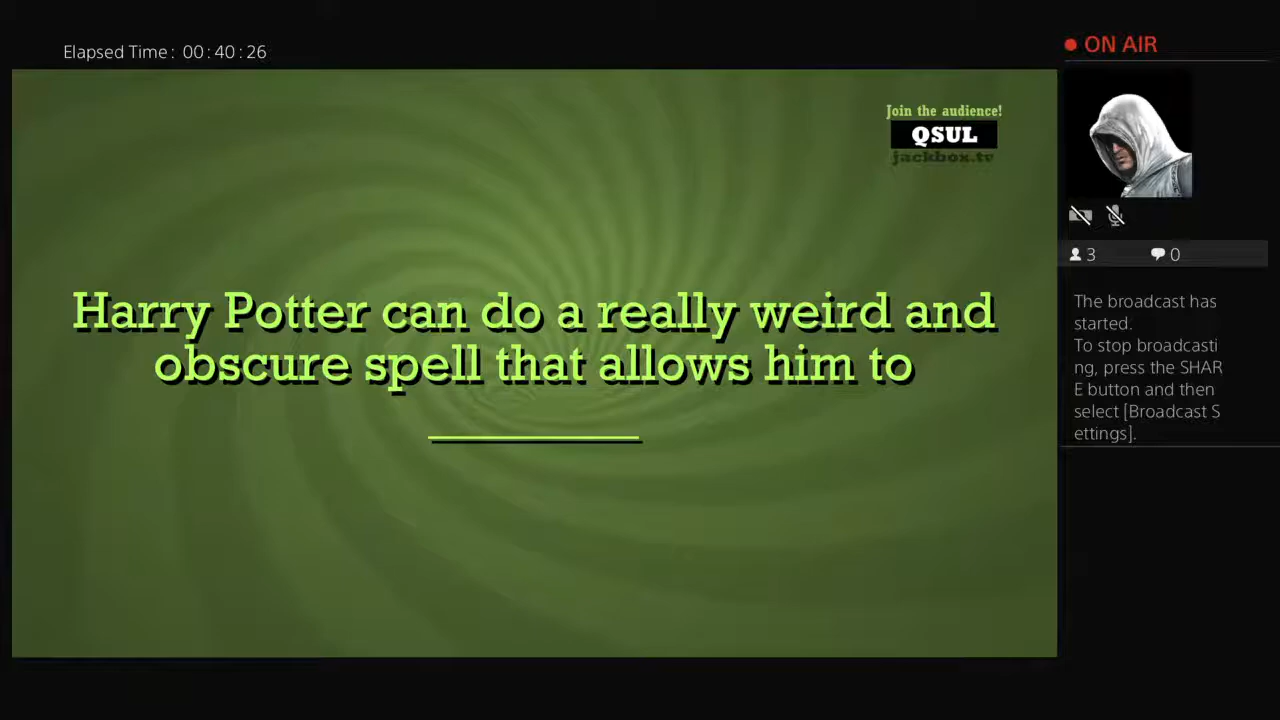 Elapsed Time: 00:40:26
ON AIR
Join the audience!
QSUL
jackbox.tv
3
0
Harry Potter can do a really weird and
obscure spell that allows him to
The broadcast has
started.
To stop broadcasti
ng, press the SHAR
E button and then
select [Broadcast S
ettings].